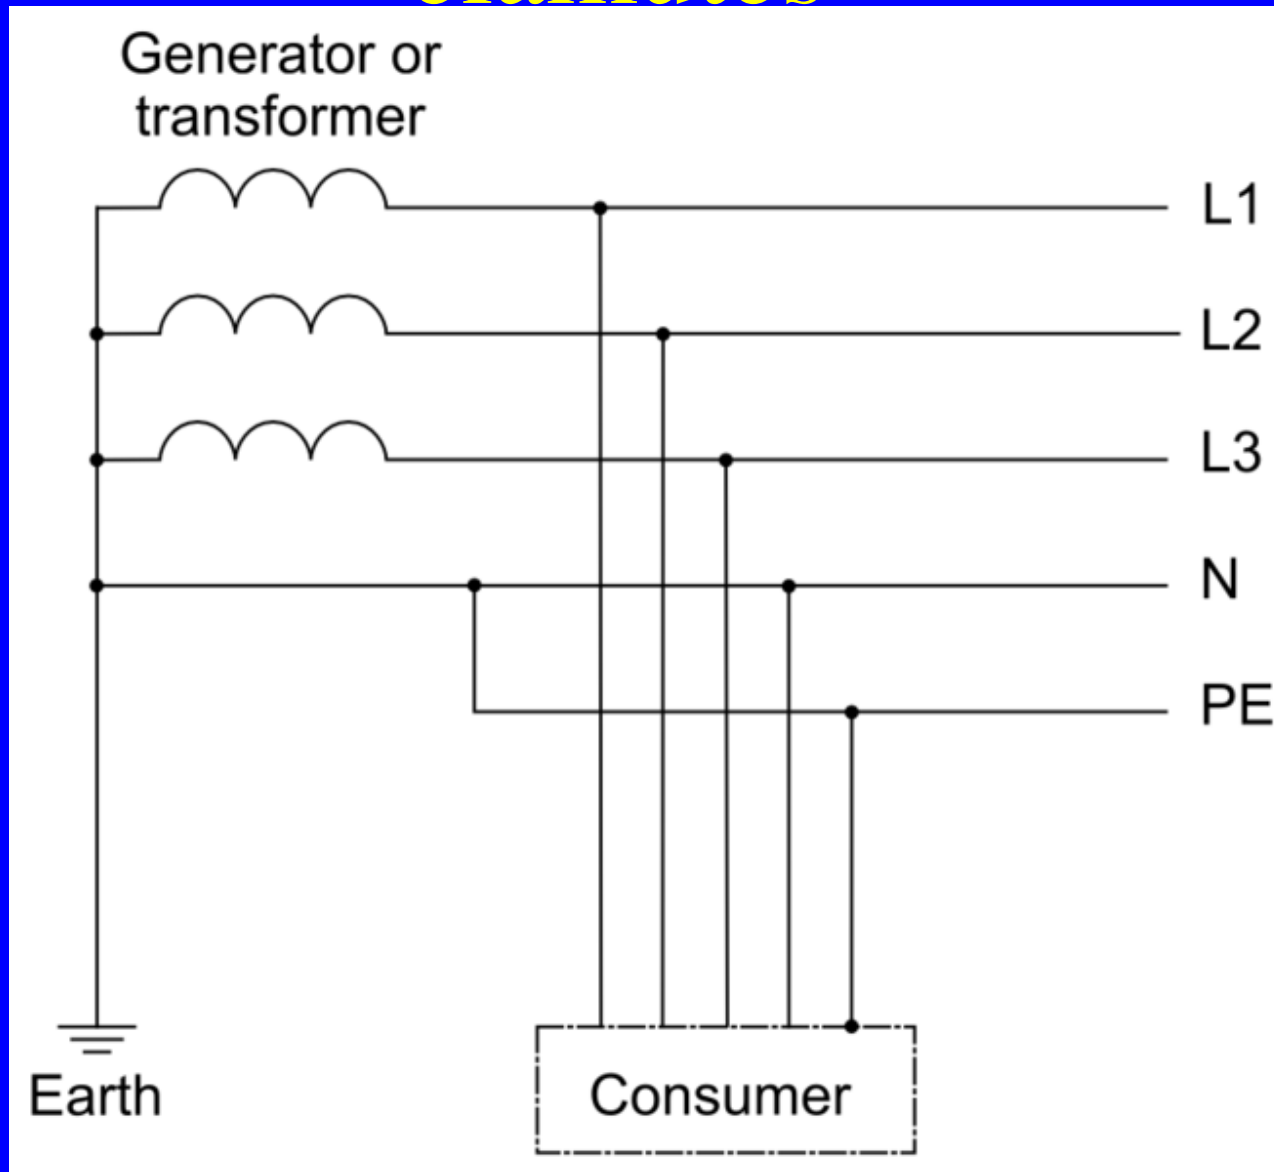 Generator or
transformer
L1
L2
L3
N
PE
Earth
Consumer